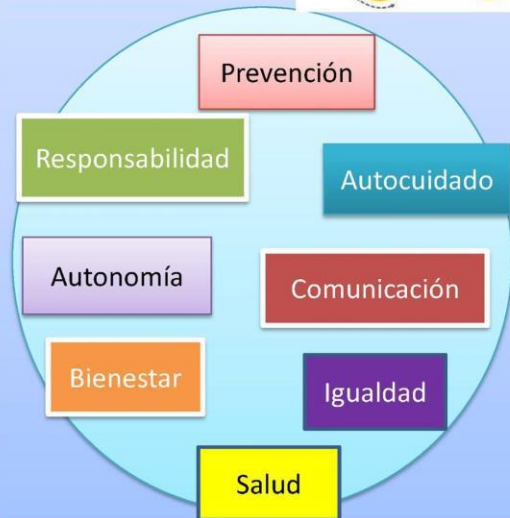 Prevención
Responsabilidad
Autocuidado
Autonomía
Comunicación
Bienestar
Igualdad
Salud